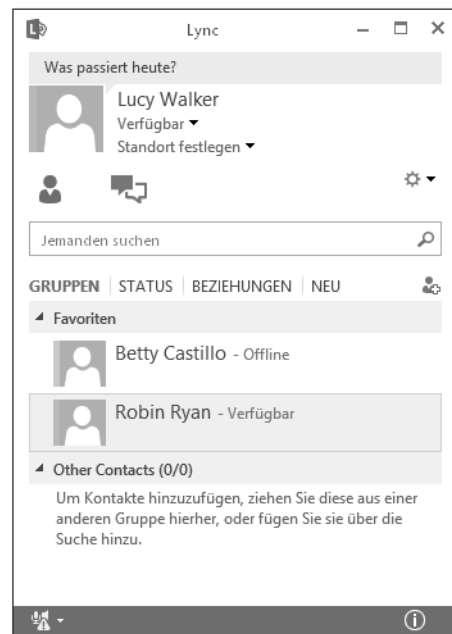 Lync
Was passiert heute?
Lucy Walker
Verfügbar
Standort festlegen
Jemanden suchen
GRUPPEN STATUS BEZIEHUNGEN NEU
Favoriten
Betty Castillo - Offline
Robin Ryan - Verfügbar
Other Contacts (0/0)
Um Kontakte hinzuzufügen, ziehen Sie diese aus einer
anderen Gruppe hierher, oder fügen Sie sie über die
Suche hinzu.